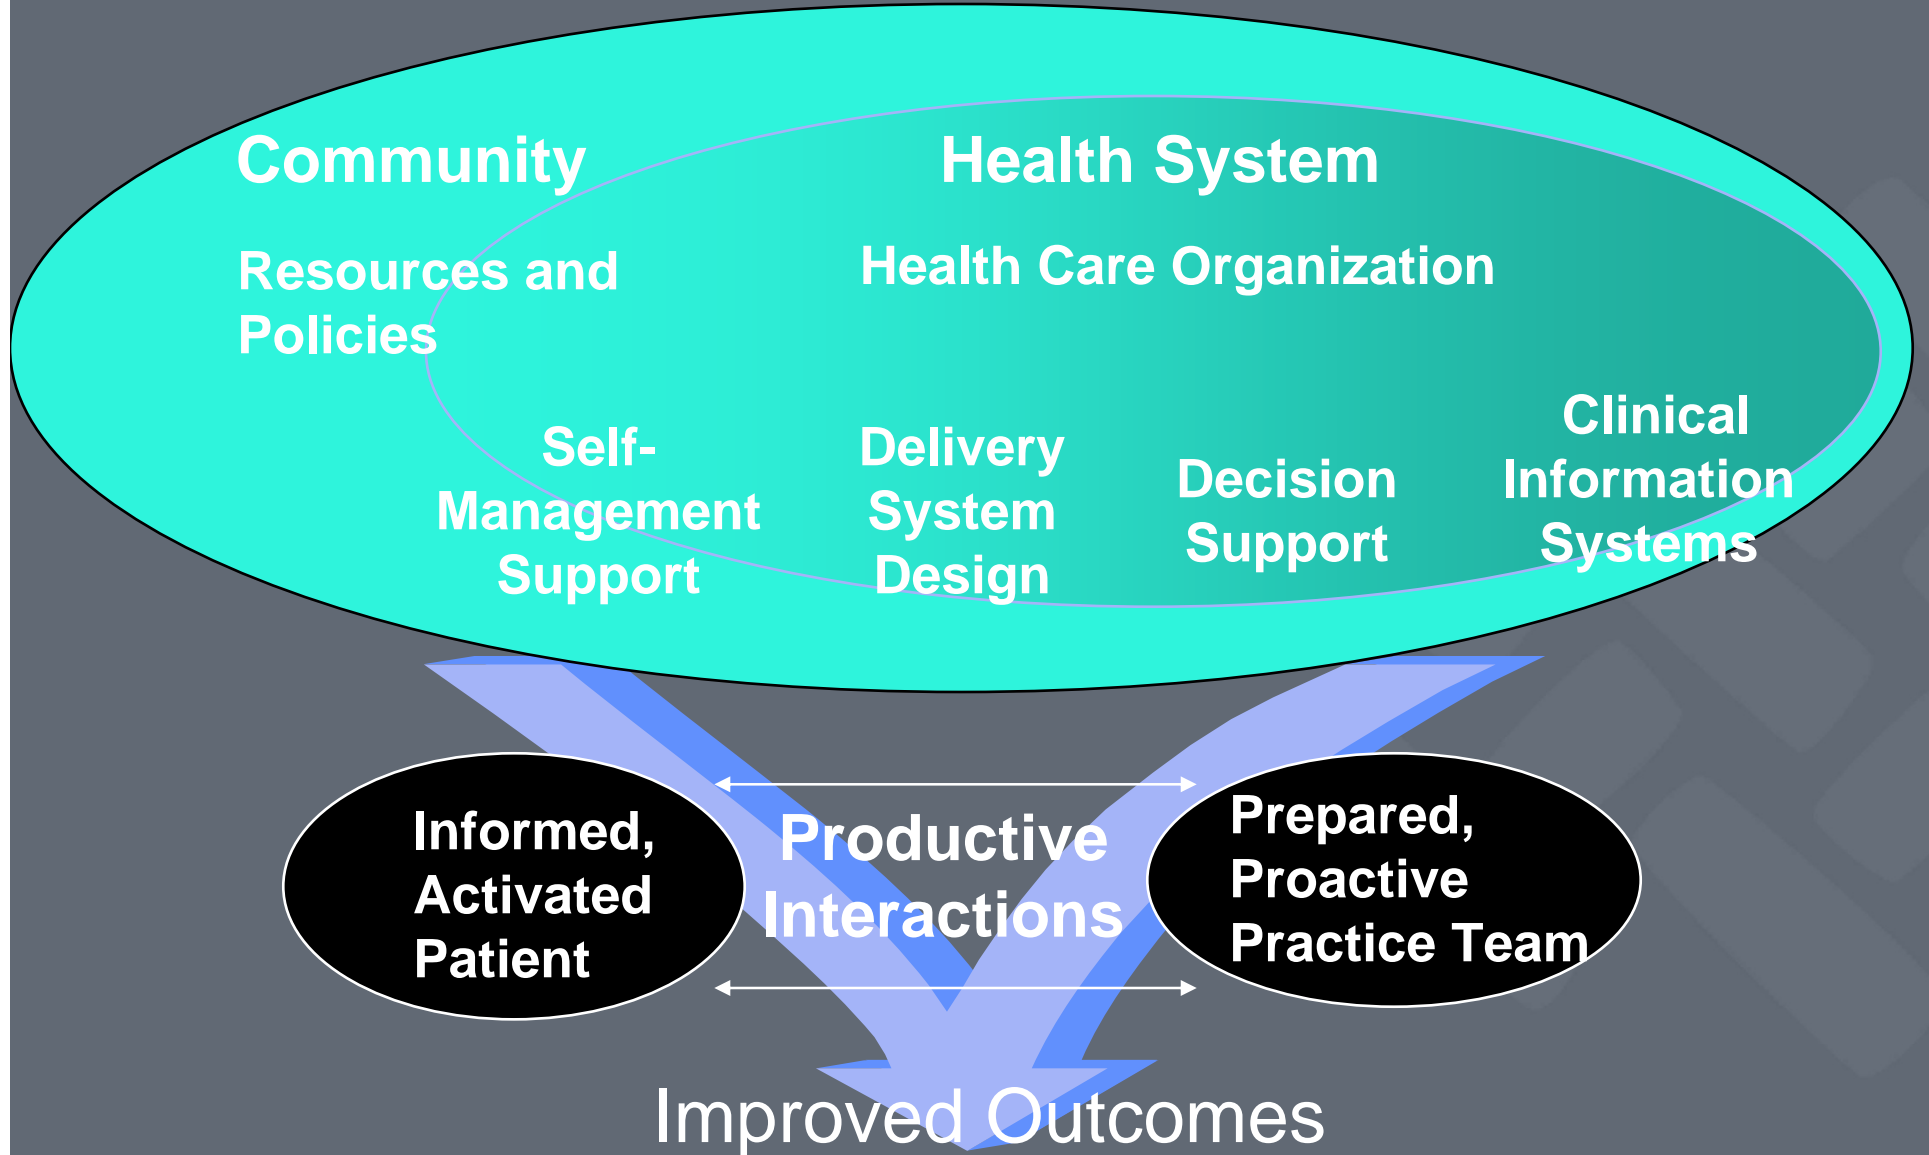 Community
Health System
Resources and
Policies
Health Care Organization
Self-
Management
Support
Delivery
System
Design
Decision
Support
Clinical
Information
Systems
Informed,
Activated
Patient
Productive
Interactions
Prepared,
Proactive
Practice Team
Improved Outcomes